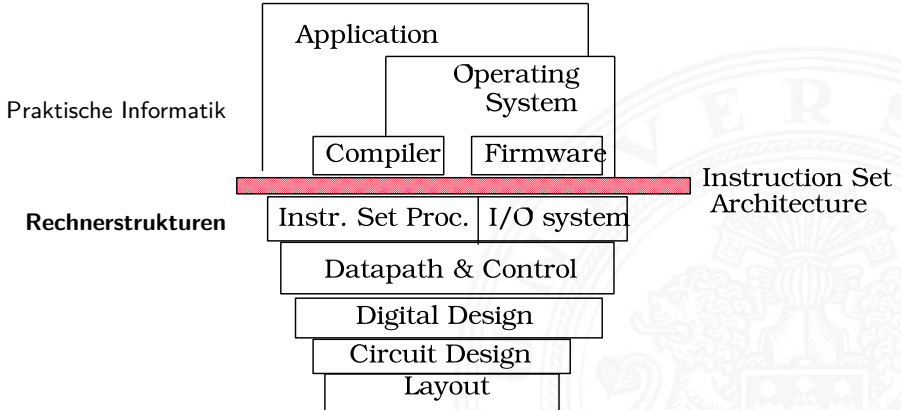 Application
Operating
System
Praktische Informatik
Compiler
Firmware
Instruction Set
Architecture
Rechnerstrukturen
Instr. Set Proc.
I/O system
Datapath & Control
Digital Design
Circuit Design
Layout
VERS